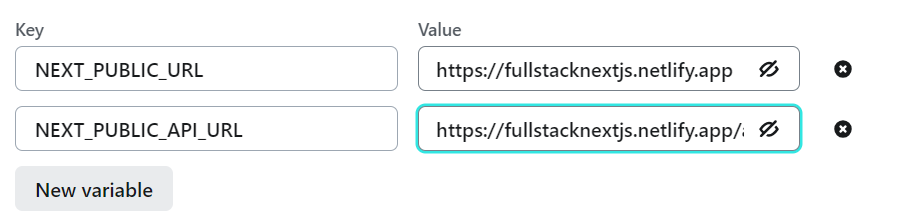 Key
Value
NEXT_PUBLIC_URL
https://fullstacknextjs.netlify.app
NEXT_PUBLIC_API_URL
https://fullstacknextjs.netlify.app/
New variable